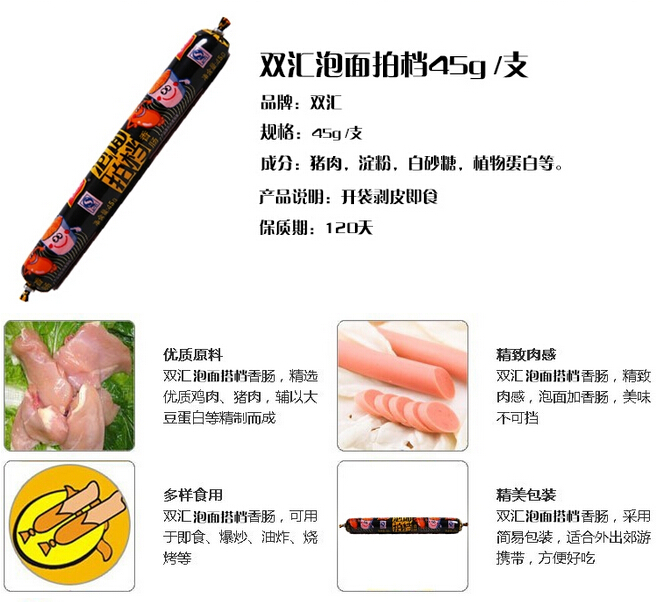 双汇泡面拍档45g /支
品牌：双汇
规格：45g /支
成分：猪肉，淀粉，白砂糖，植物蛋白等。
产品说明：开袋剥皮即食
保质期：120天
优质原料
双汇泡面搭档香肠，精选
优质鸡肉、猪肉，辅以大
豆蛋白等精制而成
精致肉感
双汇泡面搭档香肠，精致
肉感，泡面加香肠，美味
不可挡
多样食用
双汇泡面搭档香肠，可用
于即食、爆炒、油炸、烧
烤等
精美包装
双汇泡面搭档香肠，采用
简易包装，适合外出郊游
携带，方便好吃